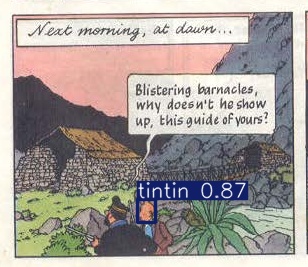 Next morning, at dawn...
Blistering barnacles,
why doesn't he show
up, this guide of yours?
tintin 0.87